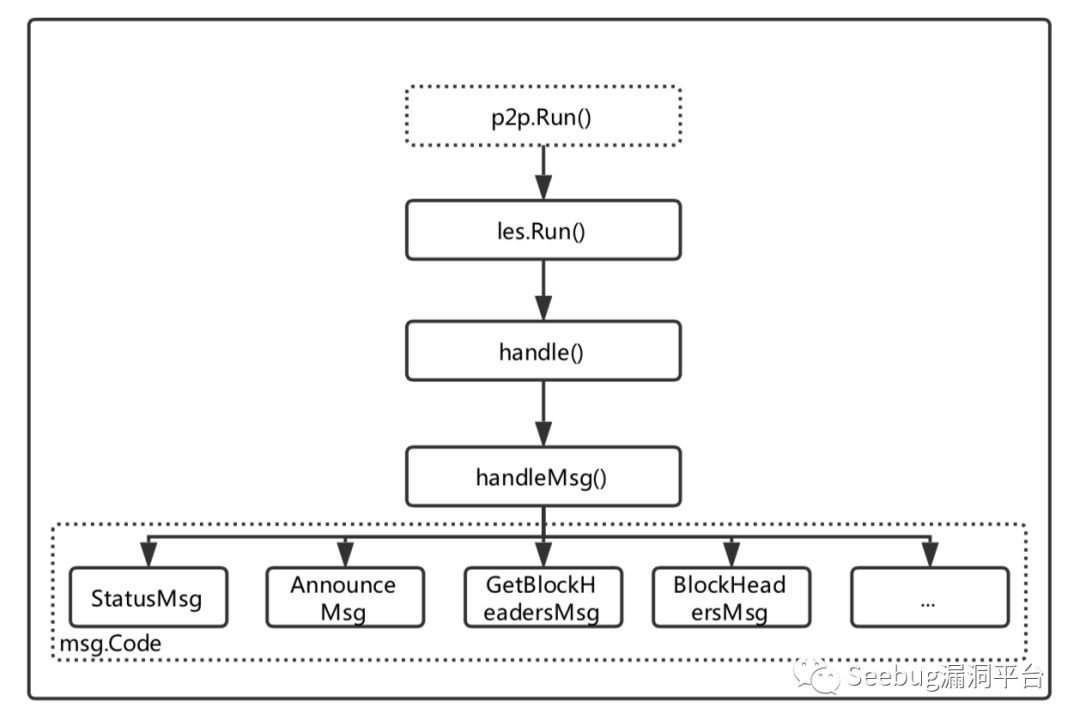 p2p.Run()
les.Run()
handle()
handleMsg()
StatusMsg
Announce
Msg
GetBlockH
eadersMsg
BlockHead
ersMsg
...
msg.Code
Seebug漏洞平台